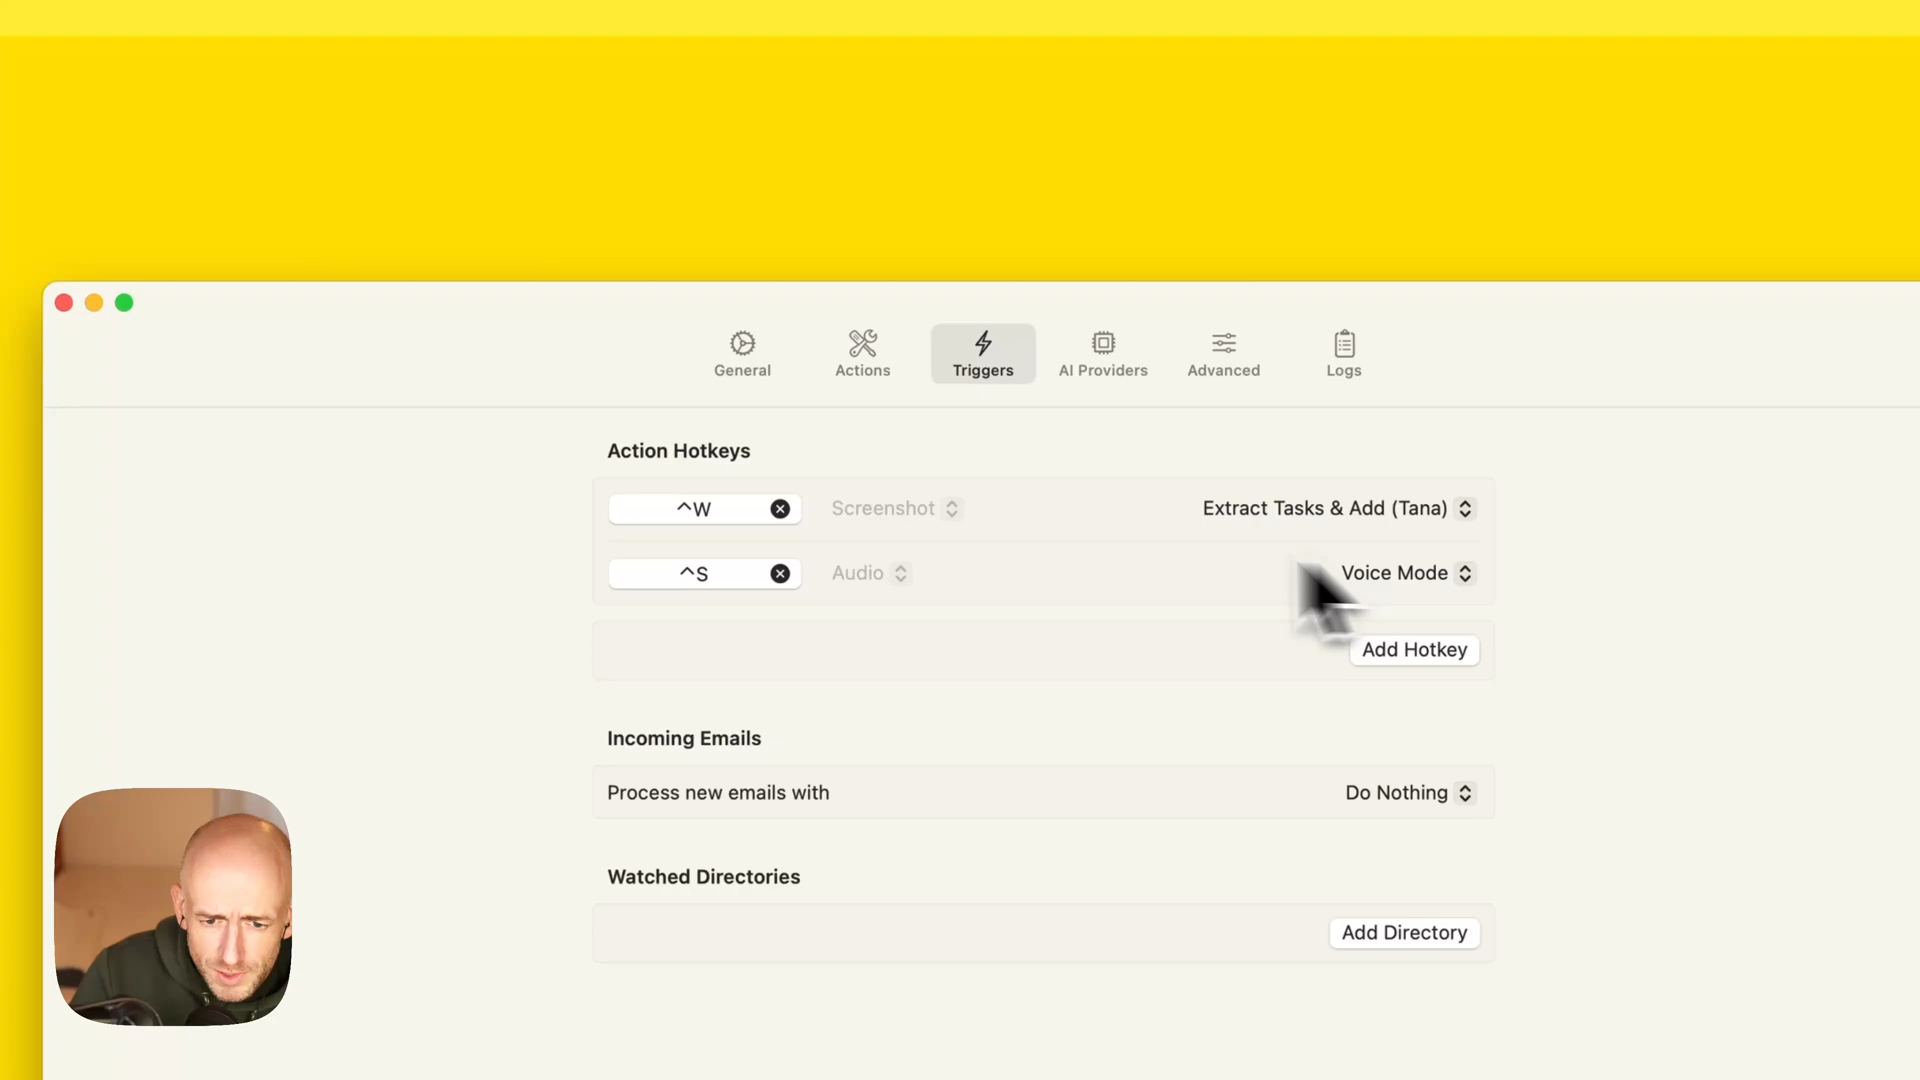 General
Actions
Triggers
AI Providers
Advanced
Logs
Action Hotkeys
^W
Screenshot
Extract Tasks & Add (Tana)
^S
Audio
Voice Mode
Add Hotkey
Incoming Emails
Process new emails with
Do Nothing
Watched Directories
Add Directory